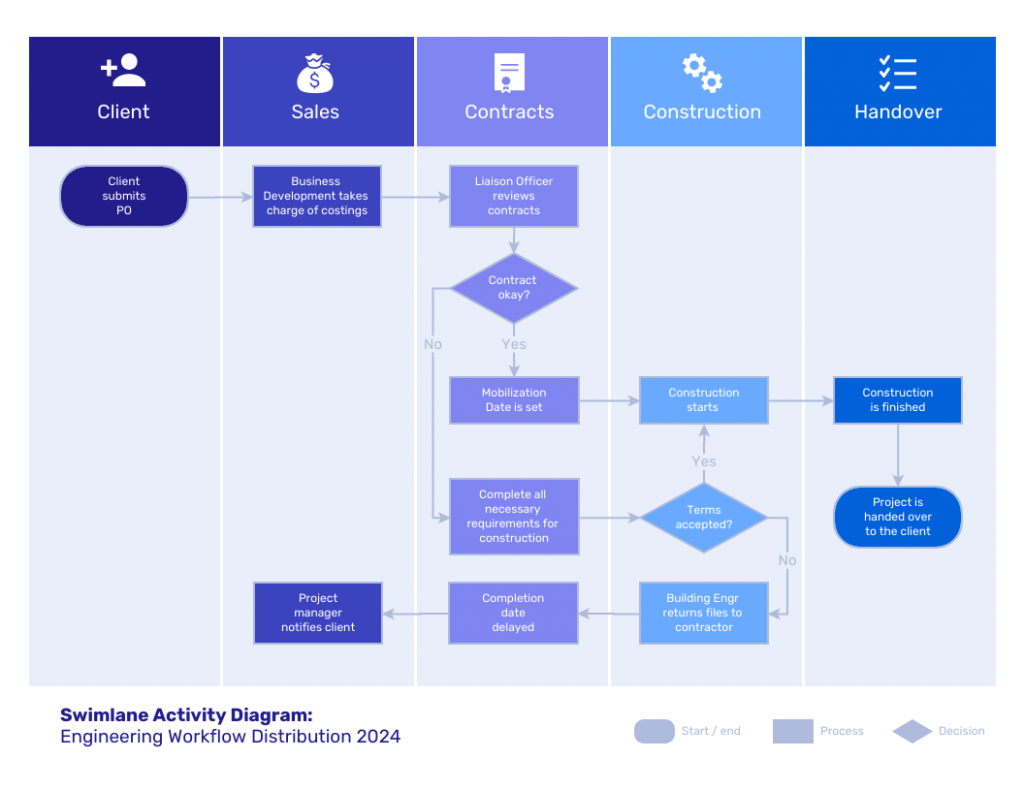 Client
Sales
Contracts
Construction
Handover
Client
submits
PO
Business
Development takes
charge of costings
Liaison Officer
reviews
contracts
Contract
okay?
No
Yes
Mobilization
Date is set
Construction
starts
Construction
is finished
Yes
Complete all
necessary
requirements for
construction
Terms
accepted?
Project is
handed over
to the client
No
Project
manager
notifies client
Completion
date
delayed
Building Engr
returns files to
contractor
Swimlane Activity Diagram:
Engineering Workflow Distribution 2024
Start / end
Process
Decision